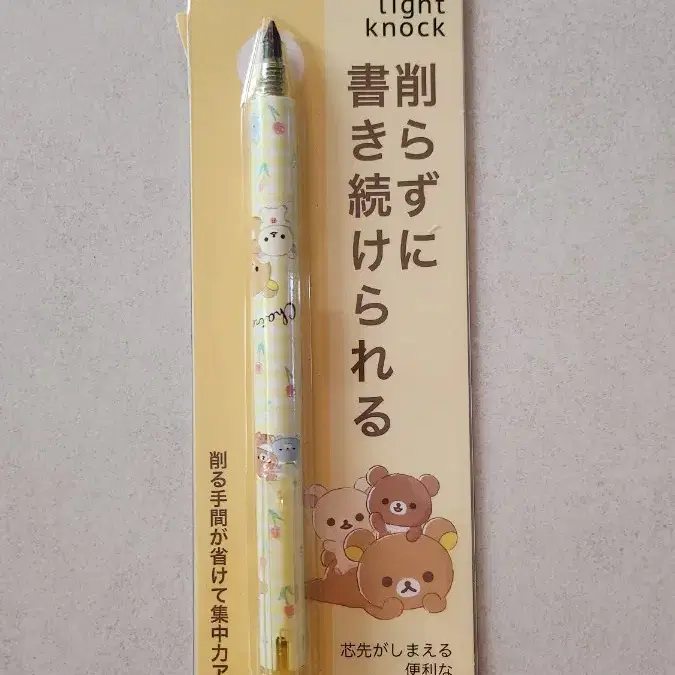 light
knock
削らずに
書き続けられる
Chairo
削る手間が省けて集中力ア
芯先がしまえる
便利な